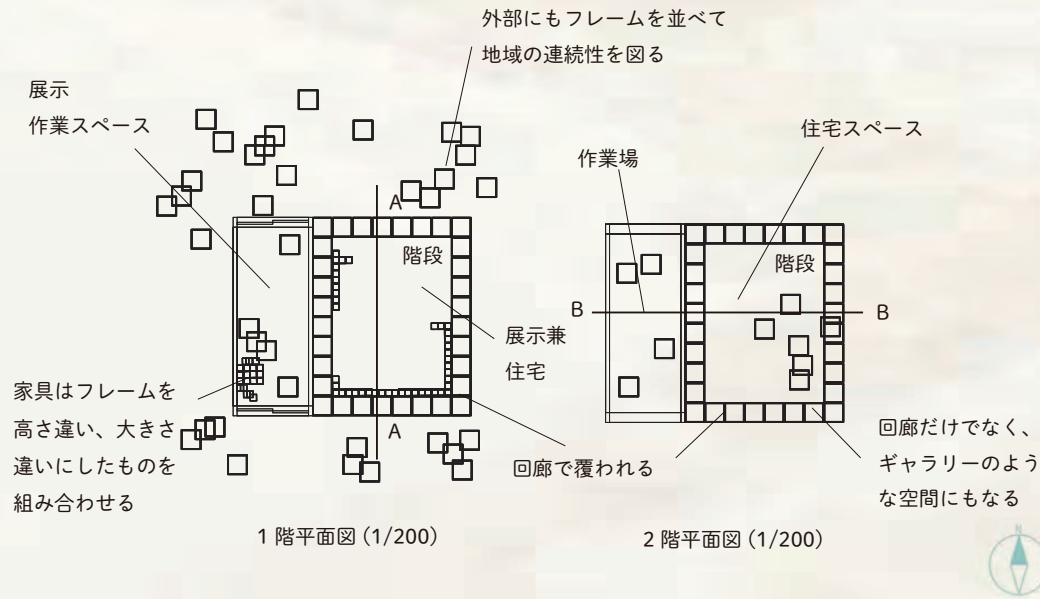 外部にもフレームを並べて
地域の連続性を図る
展示
作業スペース
A
階段
展示兼
住宅
家具はフレームを
高さ違い、大きさ
違いにしたものを
組み合わせる
A
回廊で覆われる
1 階平面図（1/200）
住宅スペース
作業場
階段
B
B
回廊だけでなく、
ギャラリーのよう
な空間にもなる
2 階平面図（1/200）
N